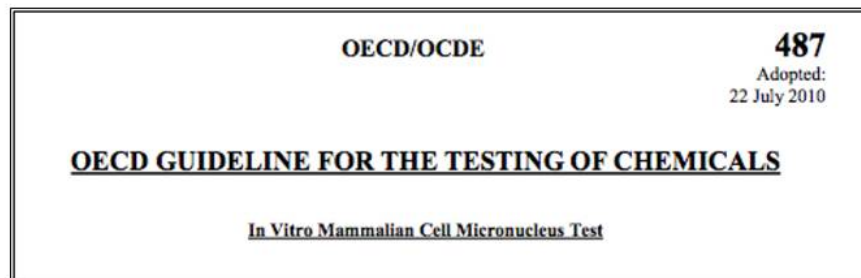 OECD/OCDE
487
Adopted:
22 July 2010
OECD GUIDELINE FOR THE TESTING OF CHEMICALS
In Vitro Mammalian Cell Micronucleus Test